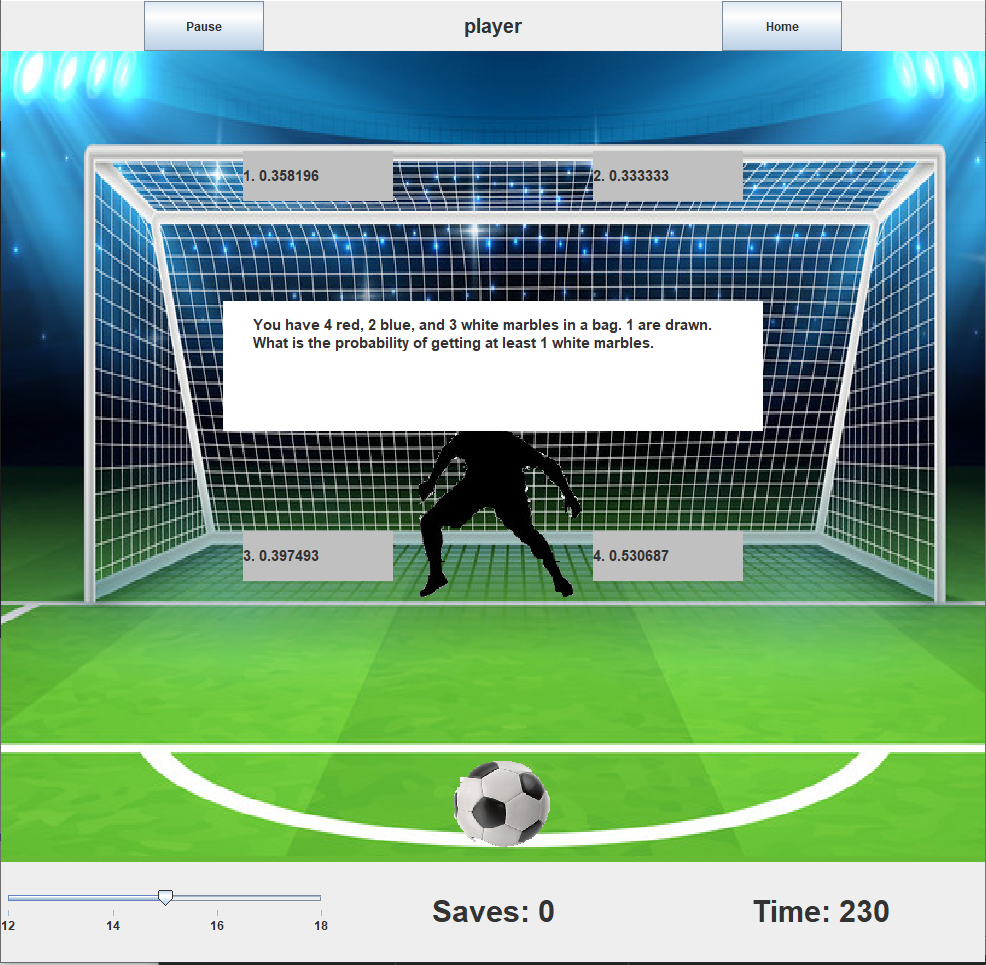 Pause
player
Home
1. 0.358196
2. 0.333333
You have 4 red, 2 blue, and 3 white marbles in a bag. 1 are drawn.
What is the probability of getting at least 1 white marbles.
3. 0.397493
4. 0.530687
12 14 16 18
Saves: 0
Time: 230